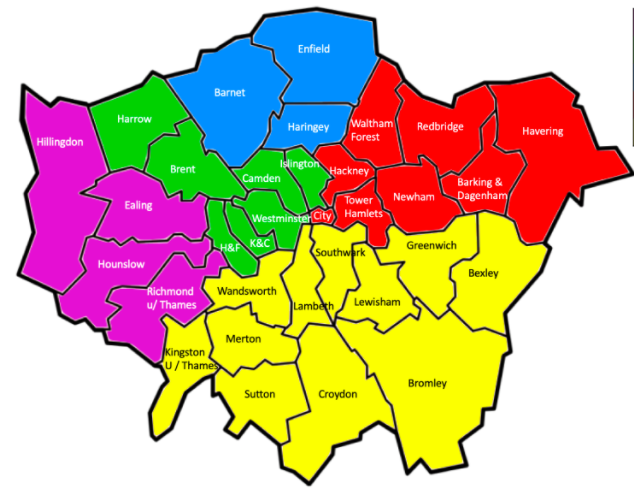 Enfield
Barnet
Harrow
Hillingdon
Haringey
Waltham
Forest
Redbridge
Havering
Brent
Camden
Islington
Hackney
Barking &
Dagenham
Ealing
Tower
Hamlets
Newham
Westminster
City
H&F
K&C
Hounslow
Southwark
Greenwich
Bexley
Richmond
u/ Thames
Wandsworth
Lambeth
Lewisham
Merton
Kingston
U / Thames
Sutton
Croydon
Bromley